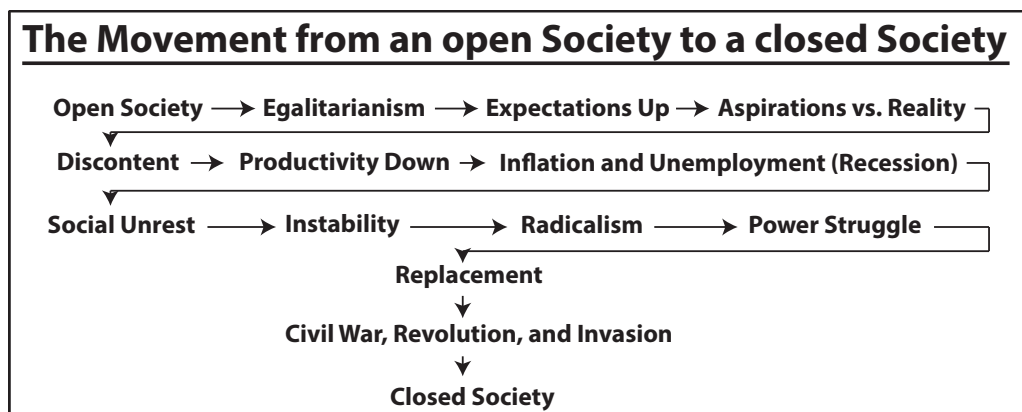 The Movement from an open Society to a closed Society
Open Society Egalitarianism Expectations Up Aspirations vs. Reality
Discontent Productivity Down Inflation and Unemployment (Recession)
Social Unrest Instability Radicalism Power Struggle
Replacement
Civil War, Revolution, and Invasion
Closed Society